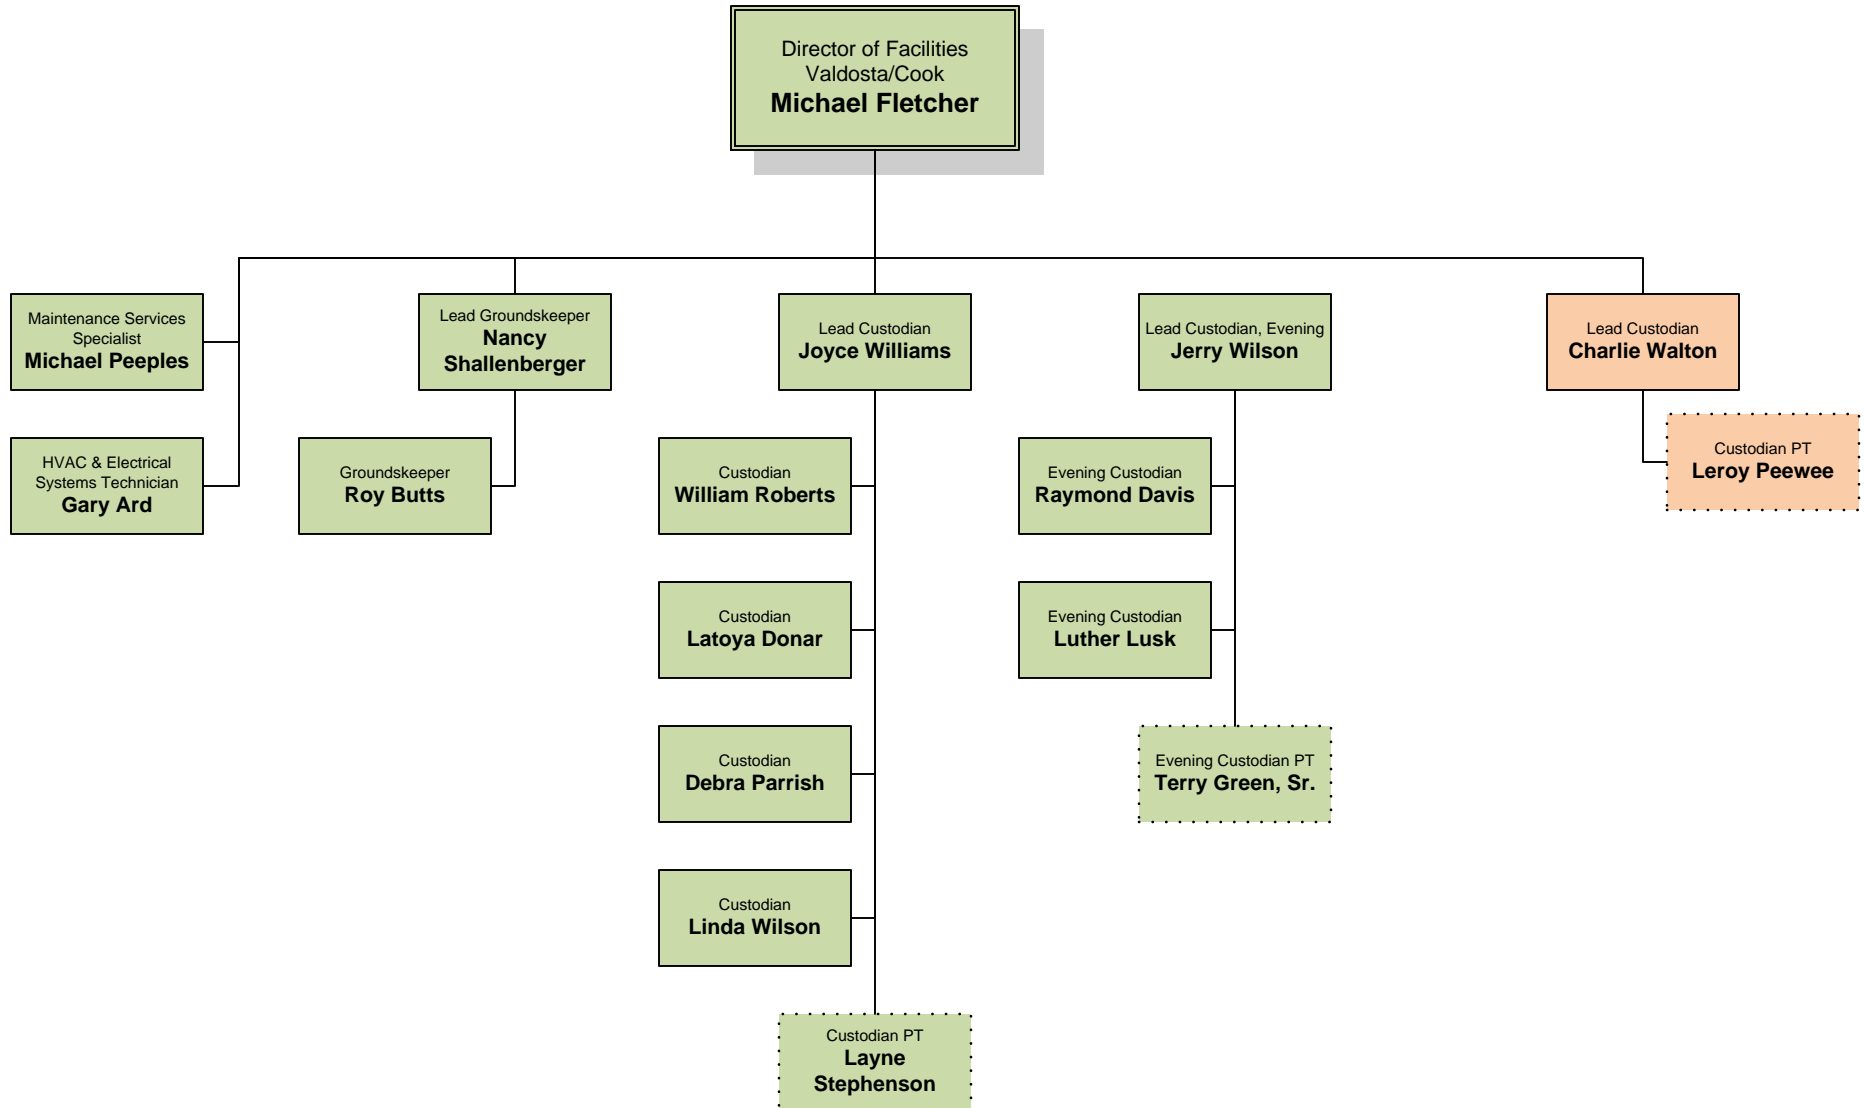 Director of Facilities
Valdosta/Cook
Michael Fletcher
Maintenance Services
Specialist
Michael Peeples
Lead Groundskeeper
Nancy
Shallenberger
Lead Custodian
Joyce Williams
Lead Custodian, Evening
Jerry Wilson
Lead Custodian
Charlie Walton
HVAC & Electrical
Systems Technician
Gary Ard
Groundskeeper
Roy Butts
Custodian
William Roberts
Evening Custodian
Raymond Davis
Custodian PT
Leroy Peewee
Custodian
Latoya Donar
Evening Custodian
Luther Lusk
Custodian
Debra Parrish
Evening Custodian PT
Terry Green, Sr.
Custodian
Linda Wilson
Custodian PT
Layne
Stephenson